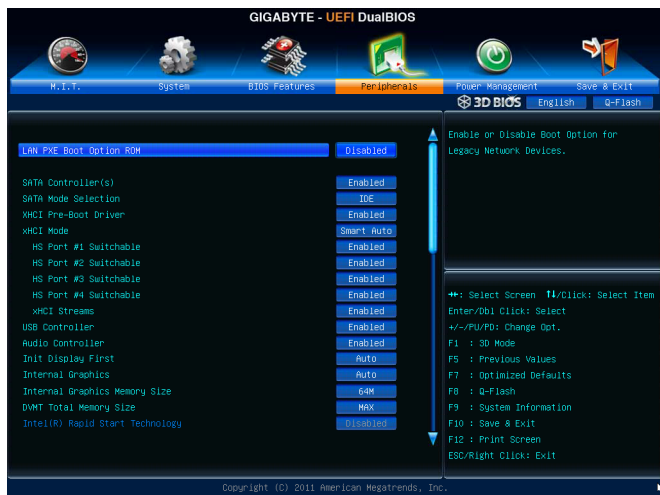 GIGABYTE - UEFI DualBIOS
M.I.T. System BIOS Features Peripherals Power Management Save & Exit
3D BIOS English Q-Flash
LAN PXE Boot Option ROM Disabled
SATA Controller(s) Enabled
SATA Mode Selection IDE
XHCI Pre-Boot Driver Enabled
xHCI Mode Smart Auto
HS Port #1 Switchable Enabled
HS Port #2 Switchable Enabled
HS Port #3 Switchable Enabled
HS Port #4 Switchable Enabled
xHCI Streams Enabled
USB Controller Enabled
Audio Controller Enabled
Init Display First Auto
Internal Graphics Auto
Internal Graphics Memory Size 64M
DVMT Total Memory Size MAX
Intel(R) Rapid Start Technology Disabled
Enable or Disable Boot Option for
Legacy Network Devices.
→←: Select Screen ↑↓/Click: Select Item
Enter/Dbl Click: Select
+/-/PU/PD: Change Opt.
F1 : 3D Mode
F5 : Previous Values
F7 : Optimized Defaults
F8 : Q-Flash
F9 : System Information
F10 : Save & Exit
F12 : Print Screen
ESC/Right Click: Exit
Copyright (C) 2011 American Megatrends, Inc.